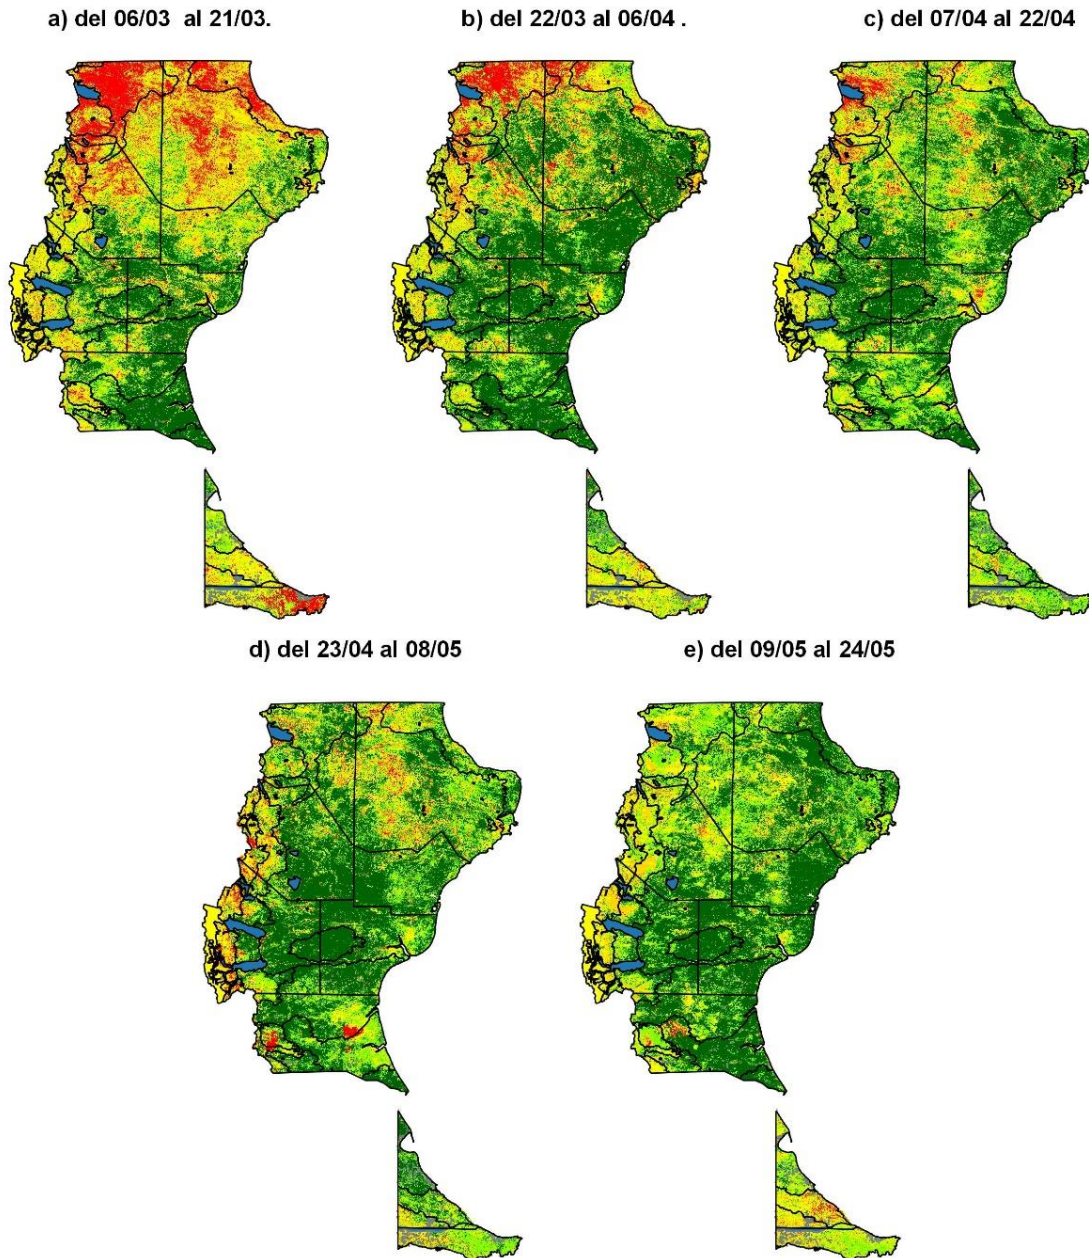 a) del 06/03 al 21/03.
b) del 22/03 al 06/04 .
c) del 07/04 al 22/04
d) del 23/04 al 08/05
e) del 09/05 al 24/05